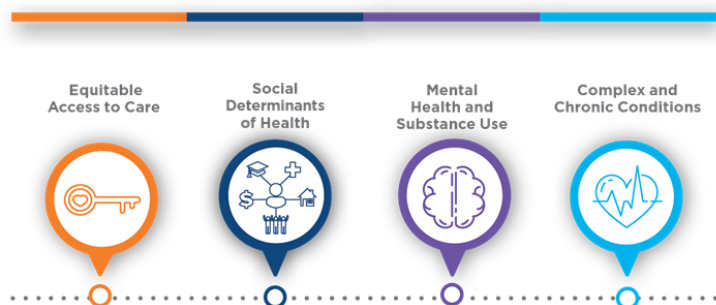 Equitable
Access to Care
Social
Determinants
of Health
Mental
Health and
Substance Use
Complex and
Chronic Conditions
$